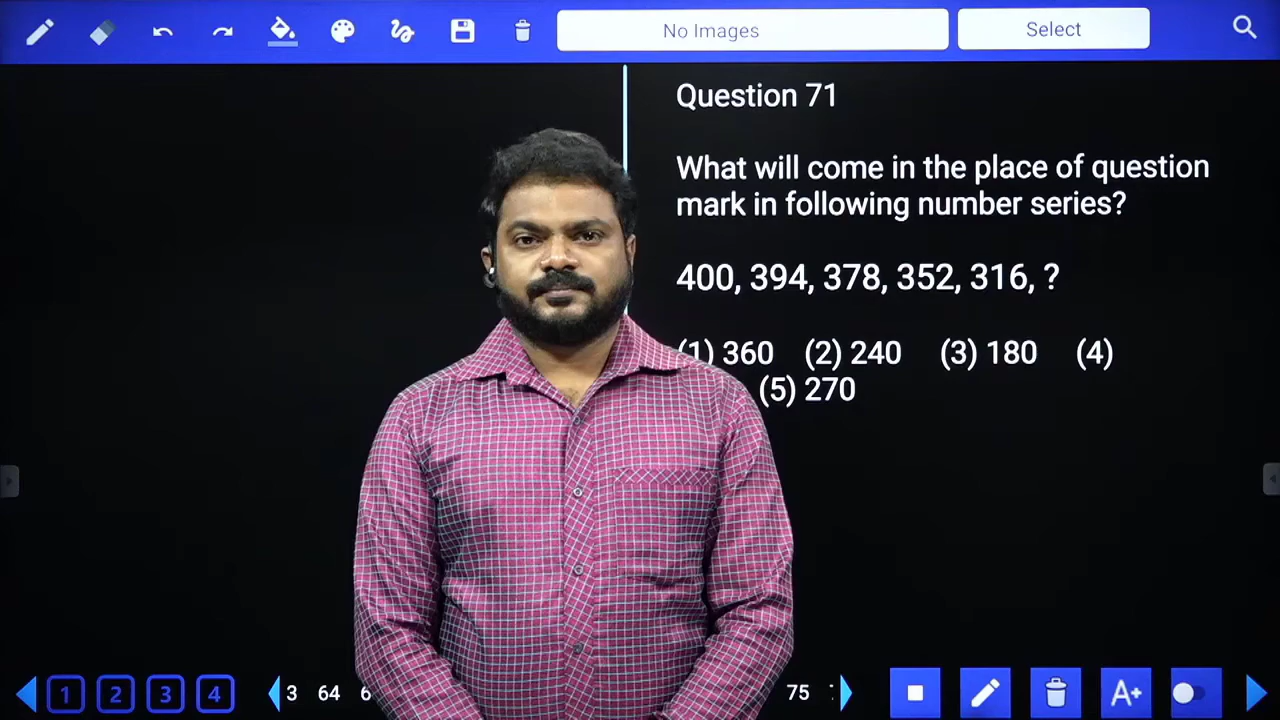 No Images
Select
Question 71
What will come in the place of question
mark in following number series?
400, 394, 378, 352, 316, ?
(1) 360 (2) 240 (3) 180 (4)
(5) 270
1 2 3 4
3 64 6
75
A+